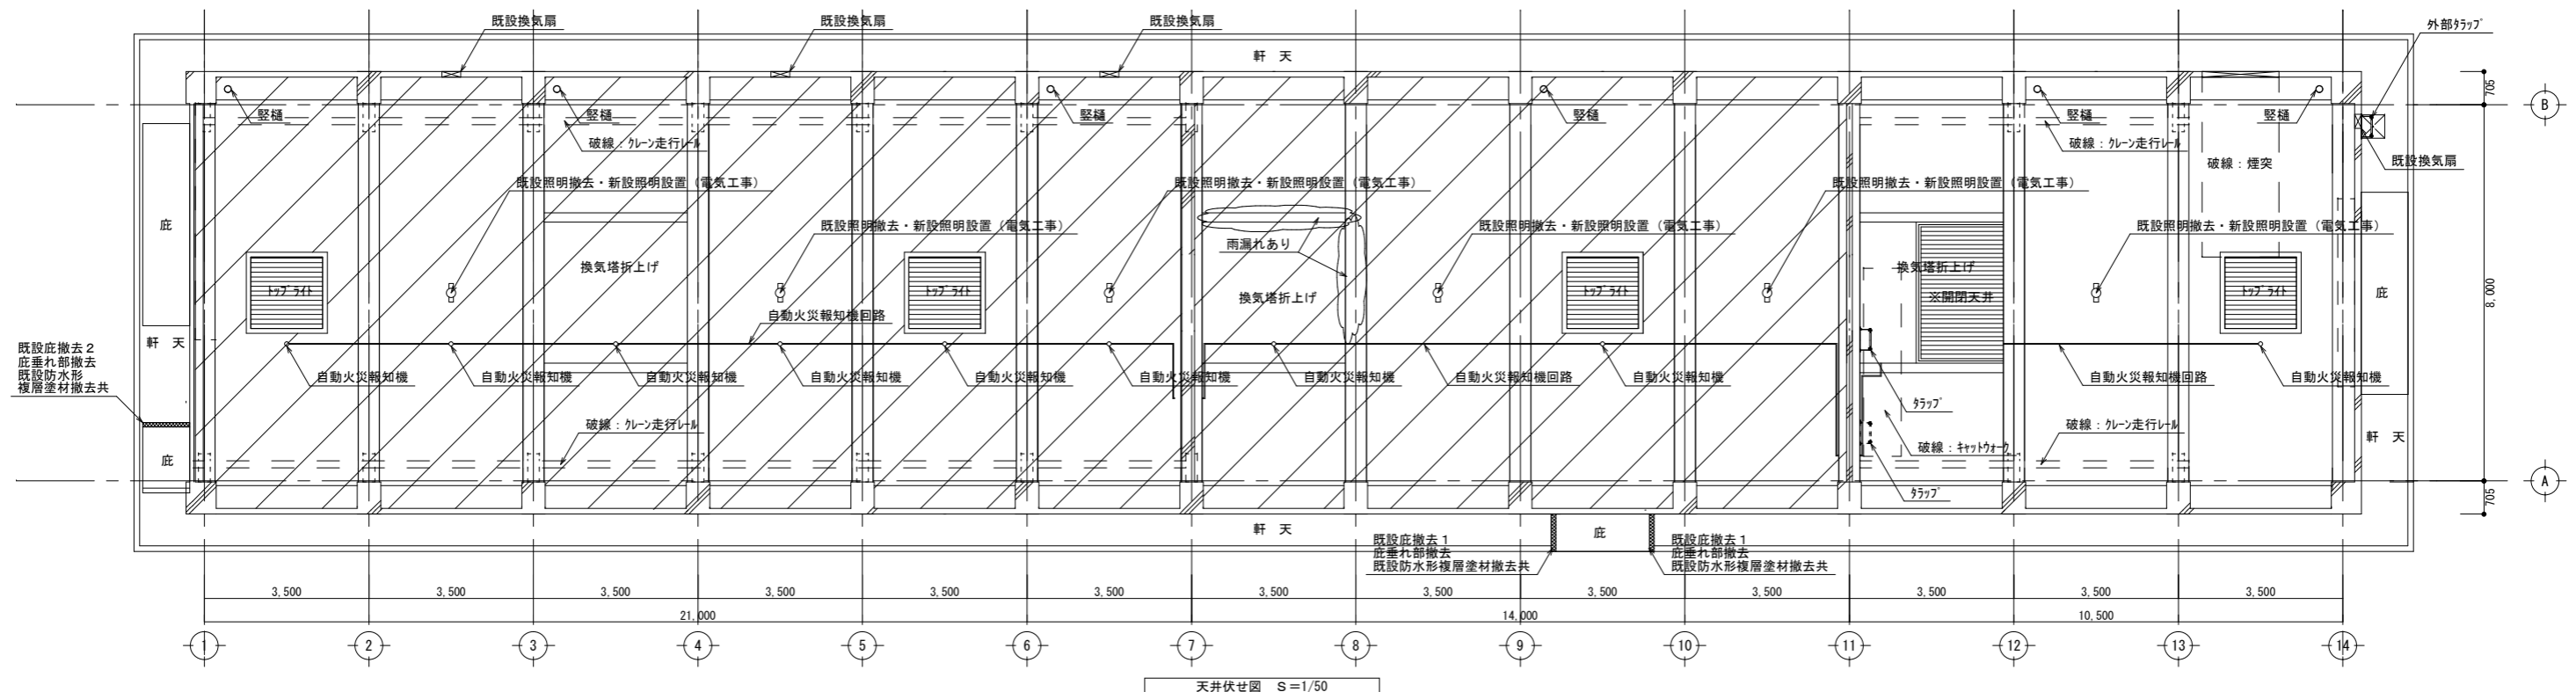 既設換気扇
既設換気扇
既設換気扇
外部ﾀﾗｯﾌﾟ
軒　天
705
B
竪樋
竪樋
竪樋
竪樋
竪樋
竪樋
破線：ｸﾚｰﾝ走行ﾚｰﾙ
破線：ｸﾚｰﾝ走行ﾚｰﾙ
既設換気扇
破線：煙突
既設照明撤去・新設照明設置（電気工事）
既設照明撤去・新設照明設置（電気工事）
既設照明撤去・新設照明設置（電気工事）
庇
既設照明撤去・新設照明設置（電気工事）
既設照明撤去・新設照明設置（電気工事）
既設照明撤去・新設照明設置（電気工事）
雨漏れあり
換気塔折上げ
換気塔折上げ
換気塔折上げ
ﾄｯﾌﾟﾗｲﾄ
ﾄｯﾌﾟﾗｲﾄ
ﾄｯﾌﾟﾗｲﾄ
※開閉天井
ﾄｯﾌﾟﾗｲﾄ
庇
8,000
自動火災報知機回路
軒　天
既設庇撤去２
庇垂れ部撤去
既設防水形
複層塗材撤去共
自動火災報知機
自動火災報知機
自動火災報知機
自動火災報知機
自動火災報知機
自動火災報知機
自動火災報知機
自動火災報知機回路
自動火災報知機
自動火災報知機回路
自動火災報知機
ﾀﾗｯﾌﾟ
破線：ｸﾚｰﾝ走行ﾚｰﾙ
破線：ｷｬｯﾄｳｫｰｸ
破線：ｸﾚｰﾝ走行ﾚｰﾙ
軒　天
庇
ﾀﾗｯﾌﾟ
A
705
軒　天
庇
既設庇撤去１
庇垂れ部撤去
既設防水形複層塗材撤去共
既設庇撤去１
庇垂れ部撤去
既設防水形複層塗材撤去共
3,500 3,500 3,500 3,500 3,500 3,500 3,500 3,500 3,500 3,500 3,500 3,500 3,500
21,000 14,000 10,500
1 2 3 4 5 6 7 8 9 10 11 12 13 14
天井伏せ図　Ｓ＝1/50